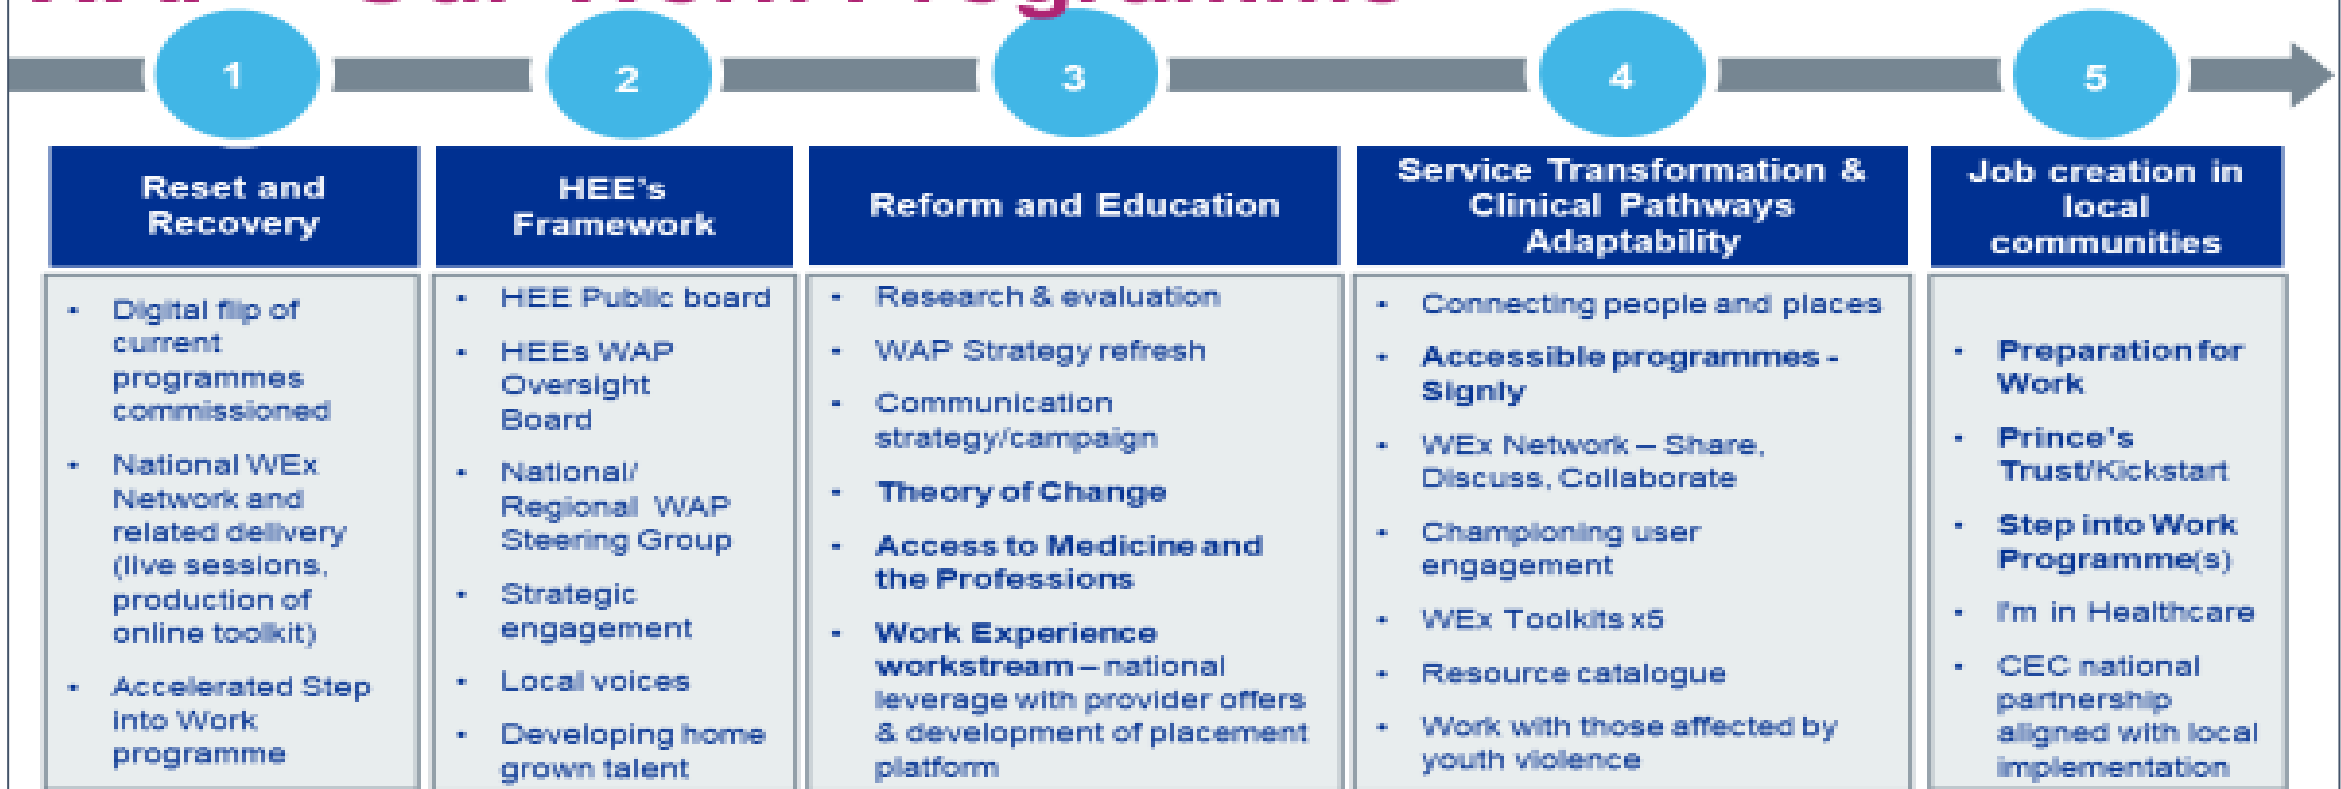 Our Work Programme
1
2
3
4
5
Reset and
Recovery
• Digital flip of
current
programmes
commissioned
• National WEx
Network and
related delivery
(live sessions,
production of
online toolkit)
• Accelerated Step
into Work
programme
HEE's
Framework
• HEE Public board
• HEEs WAP
Oversight
Board
• National/
Regional WAP
Steering Group
• Strategic
engagement
• Local voices
• Developing home
grown talent
Reform and Education
• Research & evaluation
• WAP Strategy refresh
• Communication
strategy/campaign
• Theory of Change
• Access to Medicine and
the Professions
• Work Experience
workstream – national
leverage with provider offers
& development of placement
platform
Service Transformation &
Clinical Pathways
Adaptability
• Connecting people and places
• Accessible programmes -
Signly
• WEx Network – Share,
Discuss, Collaborate
• Championing user
engagement
• WEx Toolkits x5
• Resource catalogue
• Work with those affected by
youth violence
Job creation in
local
communities
• Preparation for
Work
• Prince's
Trust/Kickstart
• Step into Work
Programme(s)
• I'm in Healthcare
• CEC national
partnership
aligned with local
implementation